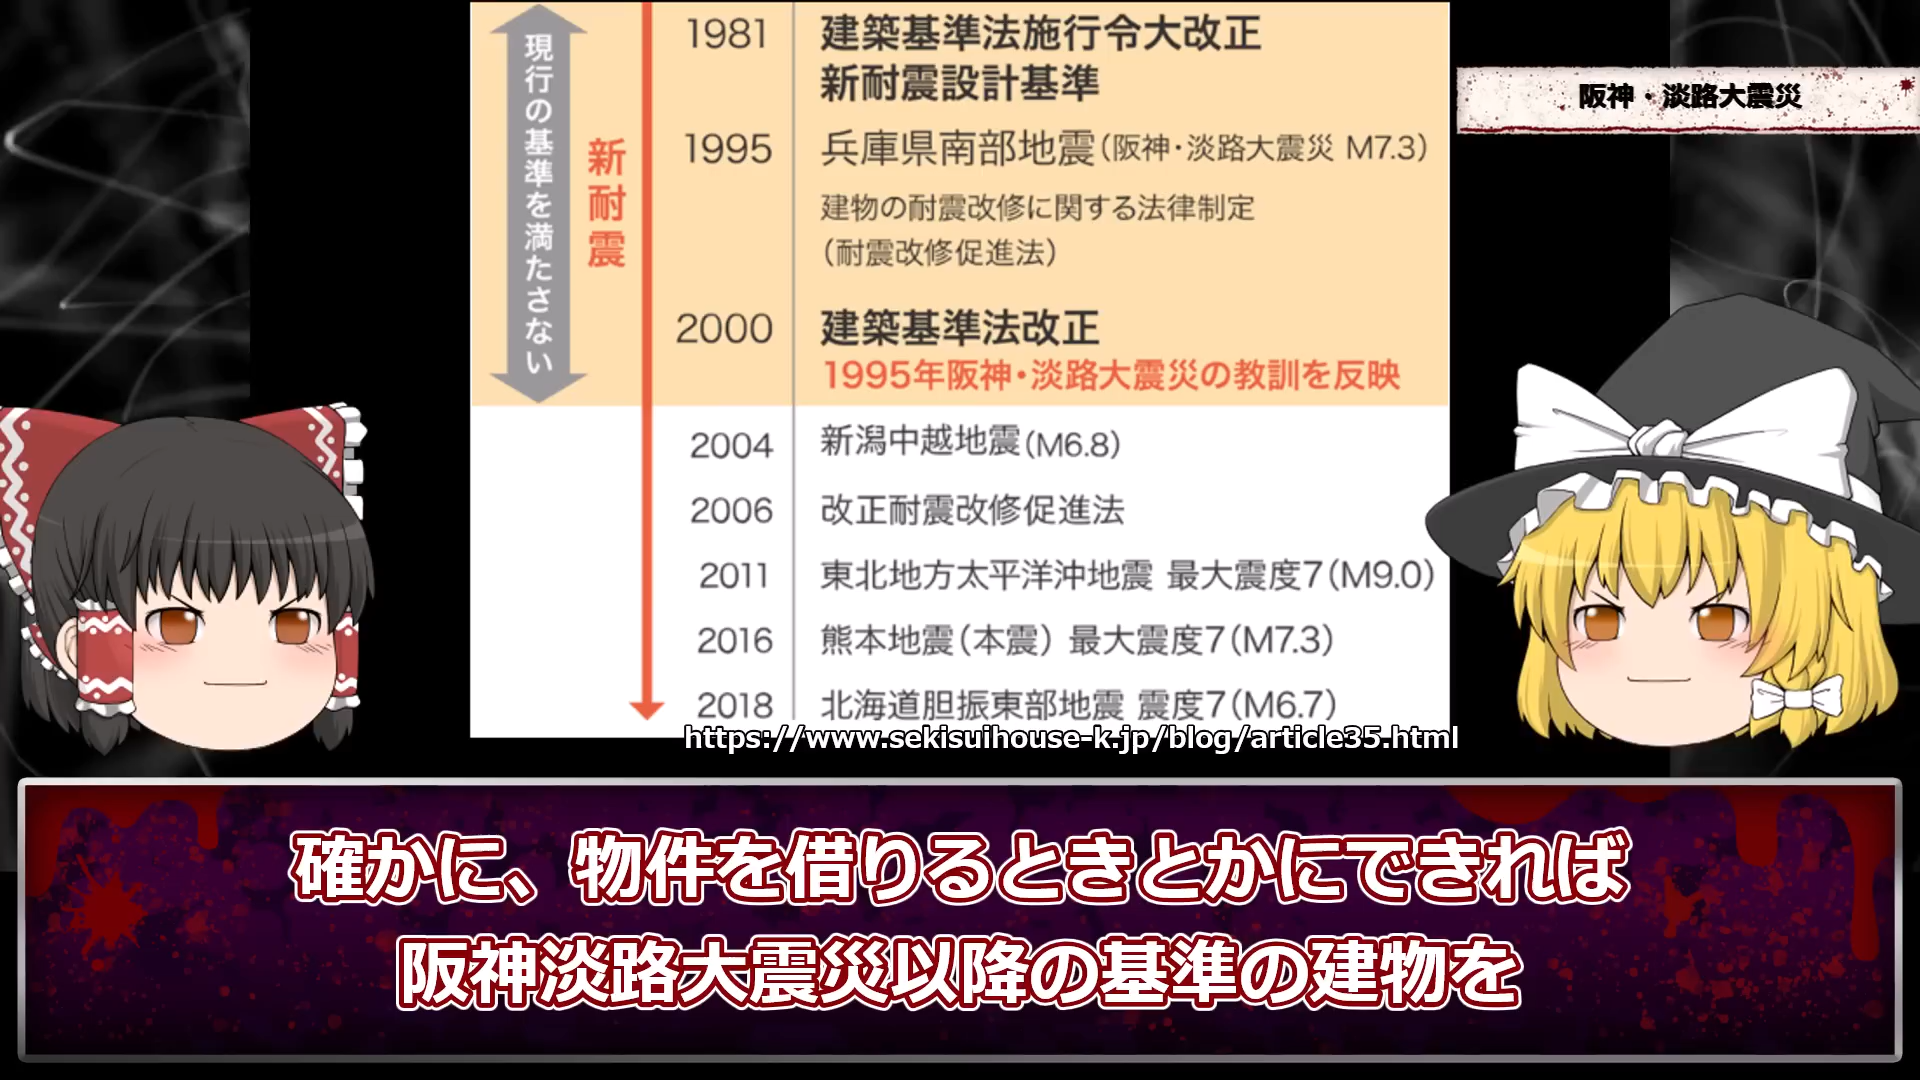 現行の基準を満たさない
新耐震
1981 建築基準法施行令大改正
新耐震設計基準
1995 兵庫県南部地震(阪神・淡路大震災 M7.3)
建物の耐震改修に関する法律制定
(耐震改修促進法)
2000 建築基準法改正
1995年阪神・淡路大震災の教訓を反映
2004 新潟中越地震(M6.8)
2006 改正耐震改修促進法
2011 東北地方太平洋沖地震 最大震度7(M9.0)
2016 熊本地震(本震) 最大震度7(M7.3)
2018 北海道胆振東部地震 震度7(M6.7)
https://www.sekisuihouse-k.jp/blog/article35.html
阪神・淡路大震災
確かに、物件を借りるときとかにできれば
阪神淡路大震災以降の基準の建物を